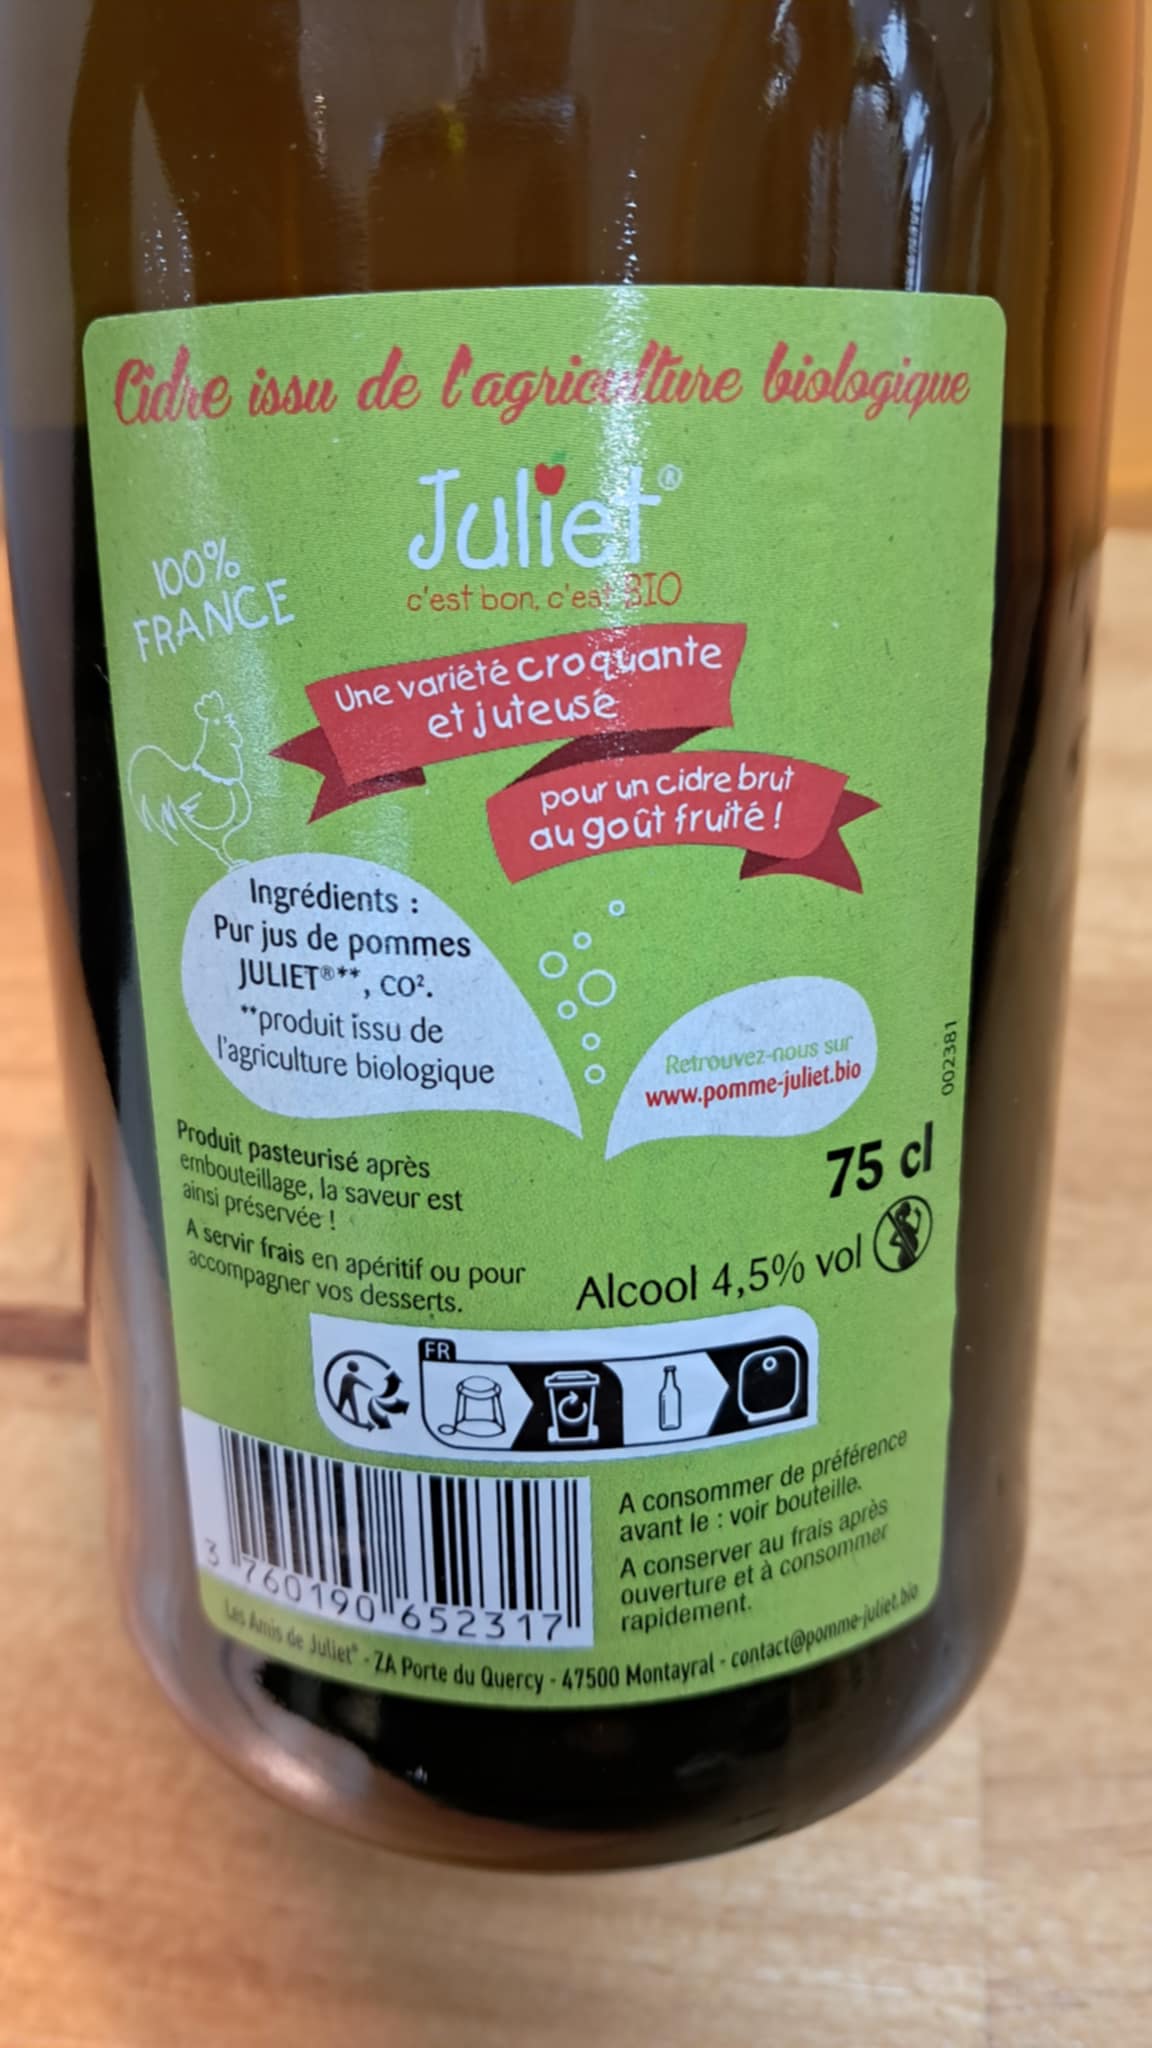 Cidre issu de l'agriculture biologique
Juliet®
c'est bon, c'est BIO
100%
FRANCE
Une variété croquante
et juteuse
pour un cidre brut
au goût fruité !
Ingrédients :
Pur jus de pommes
JULIET®**, CO².
**produit issu de
l'agriculture biologique
Retrouvez-nous sur
www.pomme-juliet.bio
002381
Produit pasteurisé après
embouteillage, la saveur est
ainsi préservée !
A servir frais en apéritif ou pour
accompagner vos desserts.
75 cl
Alcool 4,5% vol
FR
A consommer de préférence
avant le : voir bouteille.
A conserver au frais après
ouverture et à consommer
rapidement.
3 760190 652317
Les Amis de Juliet® - ZA Porte du Quercy - 47500 Montayral - contact@pomme-juliet.bio